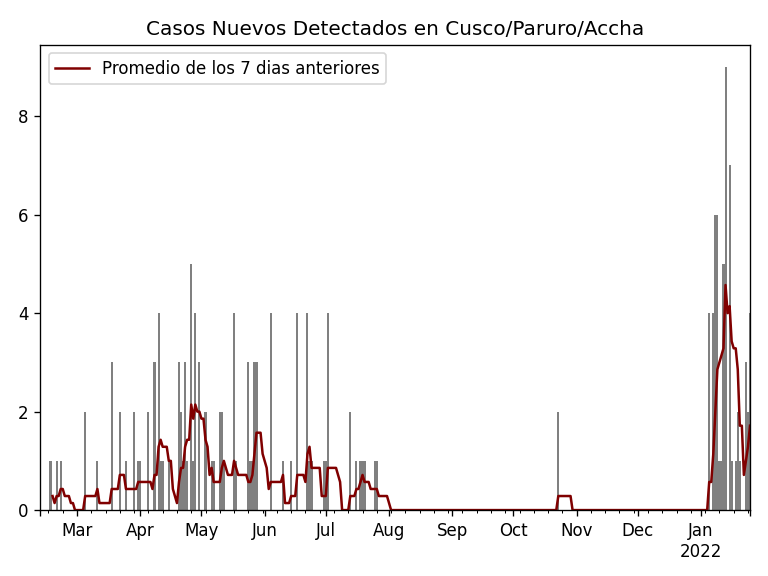 Casos Nuevos Detectados en Cusco/Paruro/Accha
Promedio de los 7 dias anteriores
8
6
4
2
0
Mar Apr May Jun Jul Aug Sep Oct Nov Dec Jan
2022